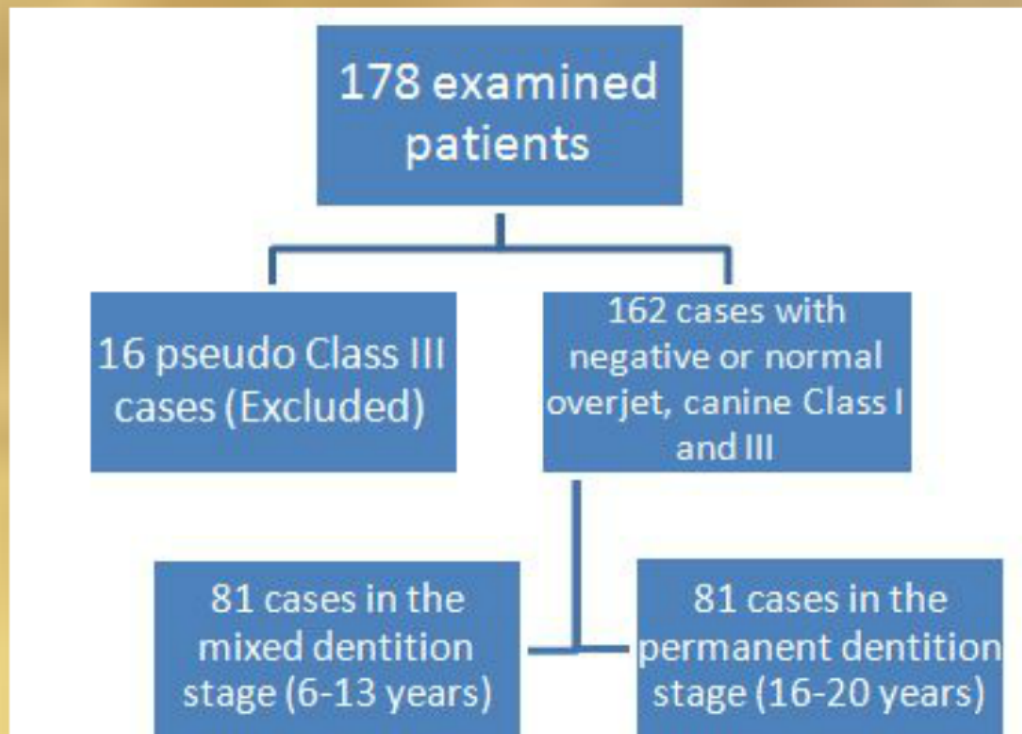 178 examined
patients
16 pseudo Class III
cases (Excluded)
162 cases with
negative or normal
overjet, canine Class I
and III
81 cases in the
mixed dentition
stage (6-13 years)
81 cases in the
permanent dentition
stage (16-20 years)